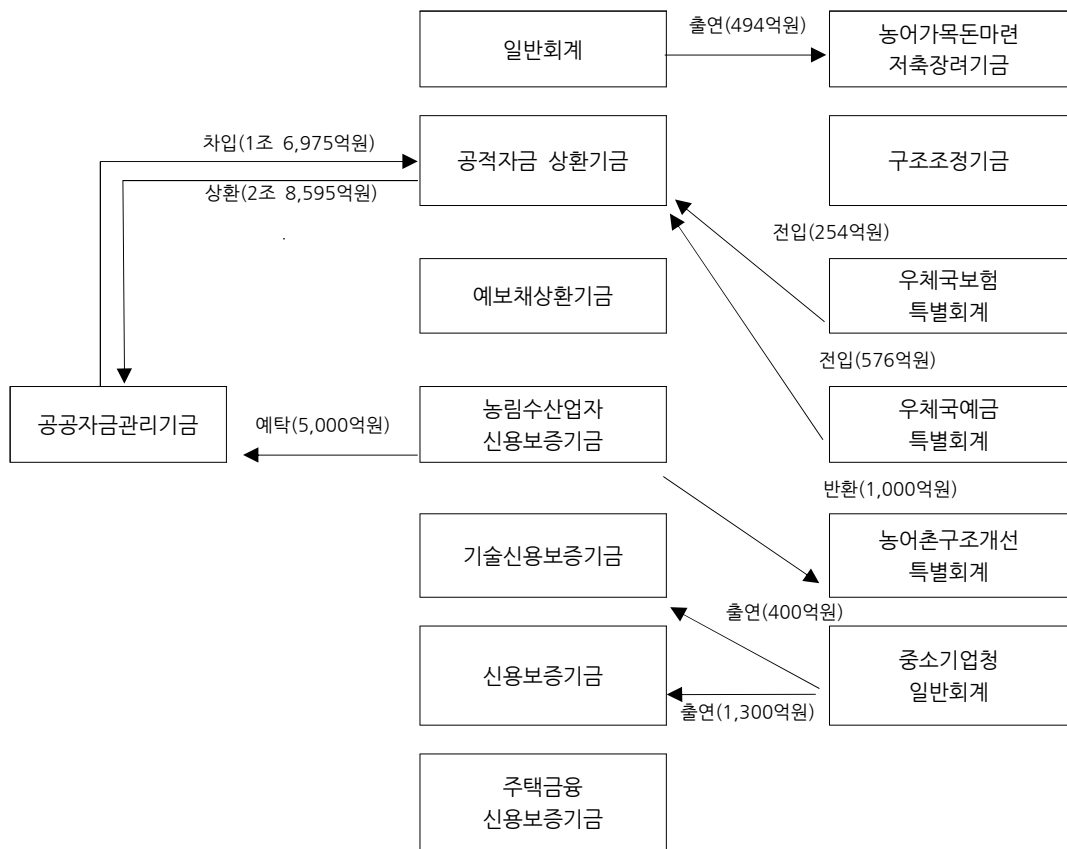 일반회계
출연(494억원)
농어가목돈마련
저축장려기금
차입(1조 6,975억원)
공적자금 상환기금
구조조정기금
상환(2조 8,595억원)
전입(254억원)
예보채상환기금
우체국보험
특별회계
전입(576억원)
공공자금관리기금
예탁(5,000억원)
농림수산업자
신용보증기금
우체국예금
특별회계
반환(1,000억원)
기술신용보증기금
농어촌구조개선
특별회계
출연(400억원)
신용보증기금
중소기업청
일반회계
출연(1,300억원)
주택금융
신용보증기금